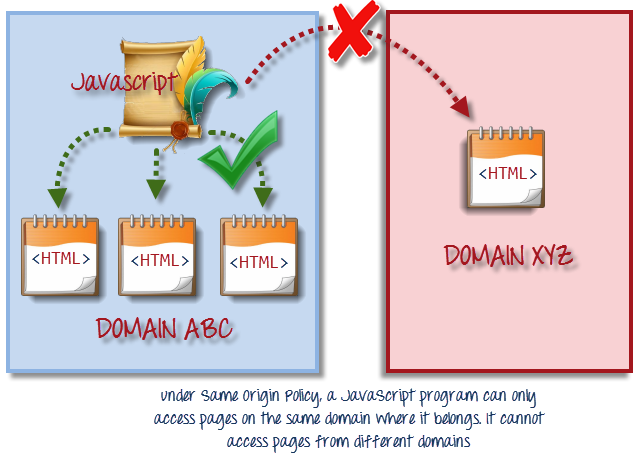 Javascript
<HTML>
<HTML> <HTML> <HTML>
DOMAIN XYZ
DOMAIN ABC
under Same Origin Policy, a JavaScript program can only
access pages on the same domain where it belongs. It cannot
access pages from different domains